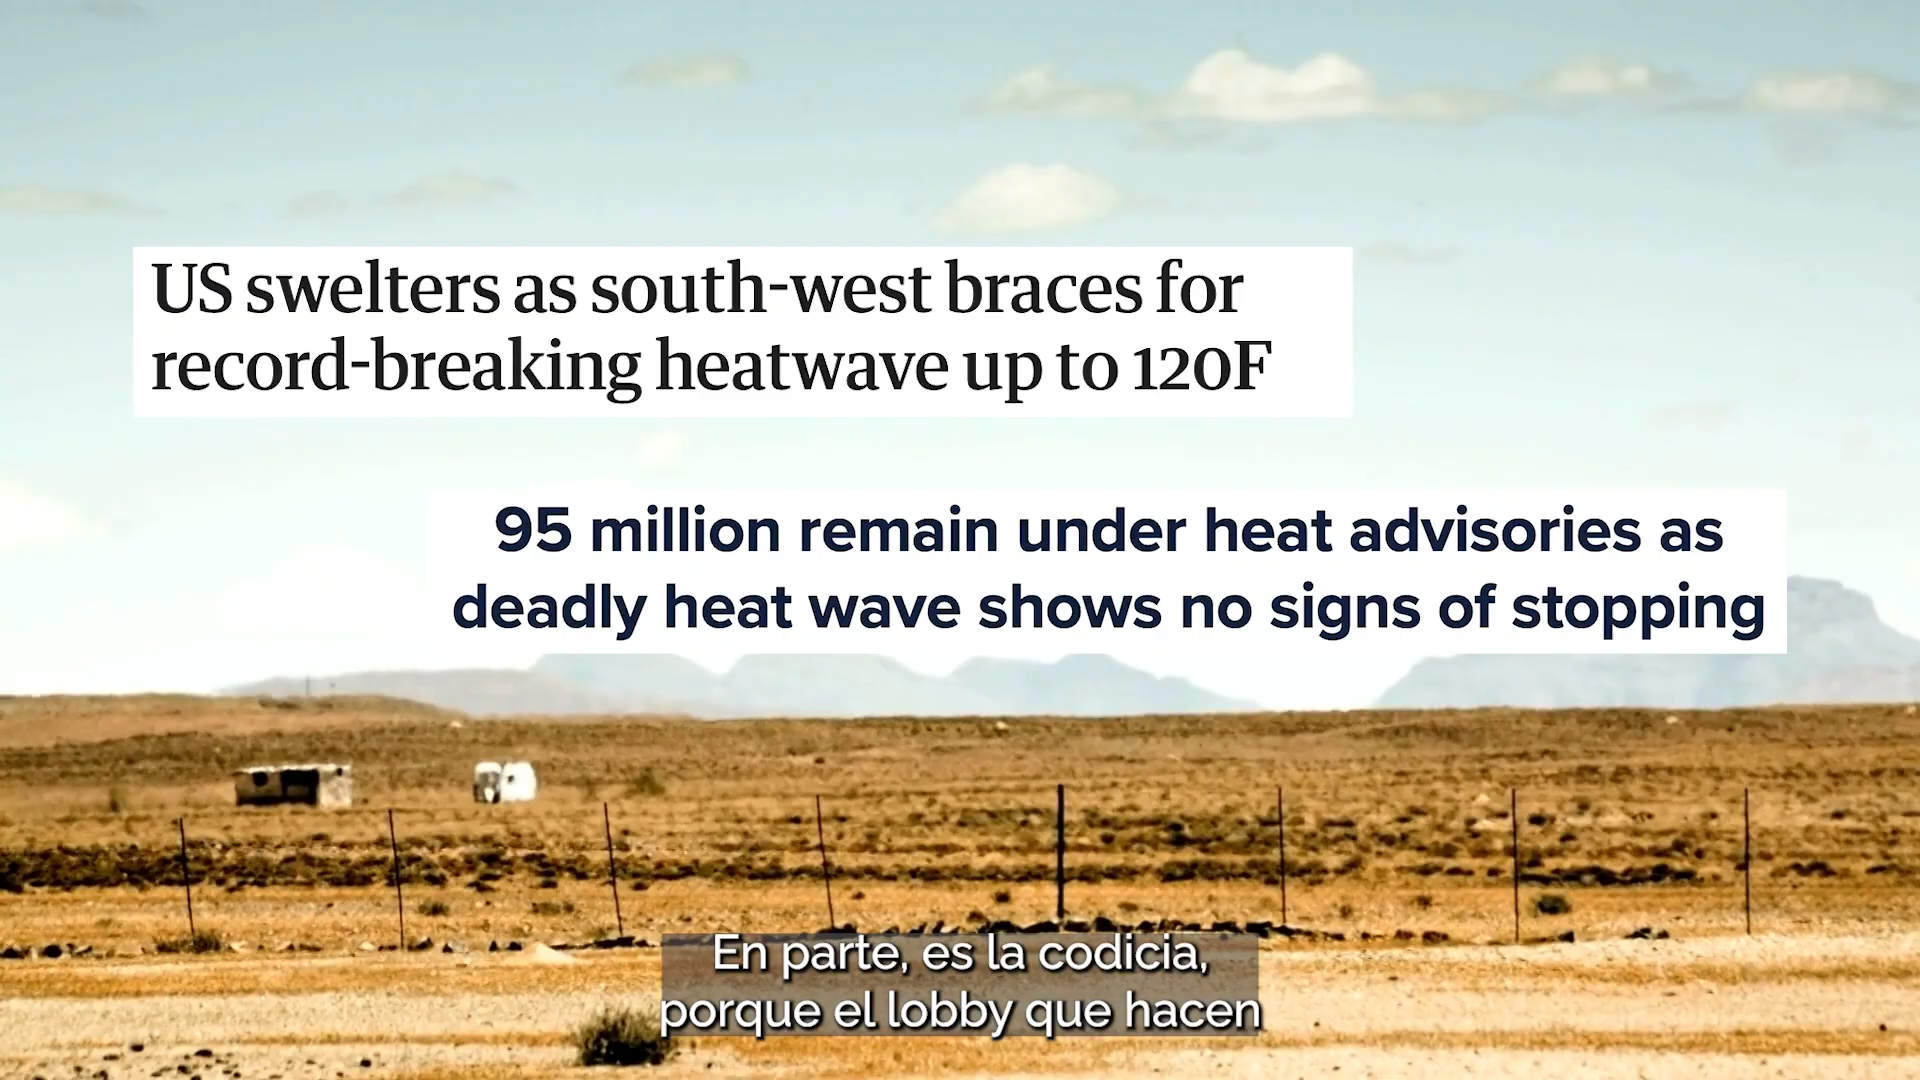 US swelters as south-west braces for
record-breaking heatwave up to 120F
95 million remain under heat advisories as
deadly heat wave shows no signs of stopping
En parte, es la codicia,
porque el lobby que hacen